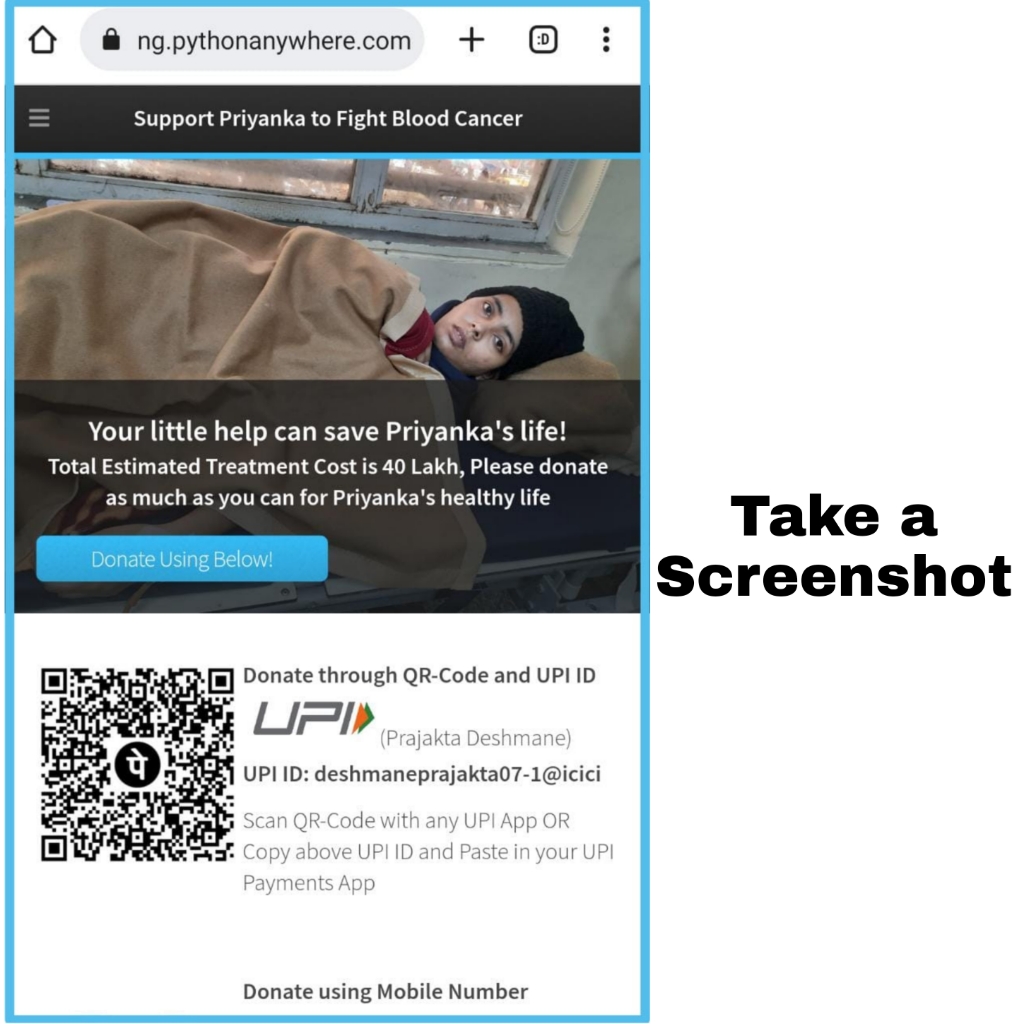 ng.pythonanywhere.com
:D
Support Priyanka to Fight Blood Cancer
Your little help can save Priyanka's life!
Total Estimated Treatment Cost is 40 Lakh, Please donate
as much as you can for Priyanka's healthy life
Donate Using Below!
Take a
Screenshot
Donate through QR-Code and UPI ID
UPI
(Prajakta Deshmane)
UPI ID: deshmaneprajakta07-1@icici
पे
Scan QR-Code with any UPI App OR
Copy above UPI ID and Paste in your UPI
Payments App
Donate using Mobile Number